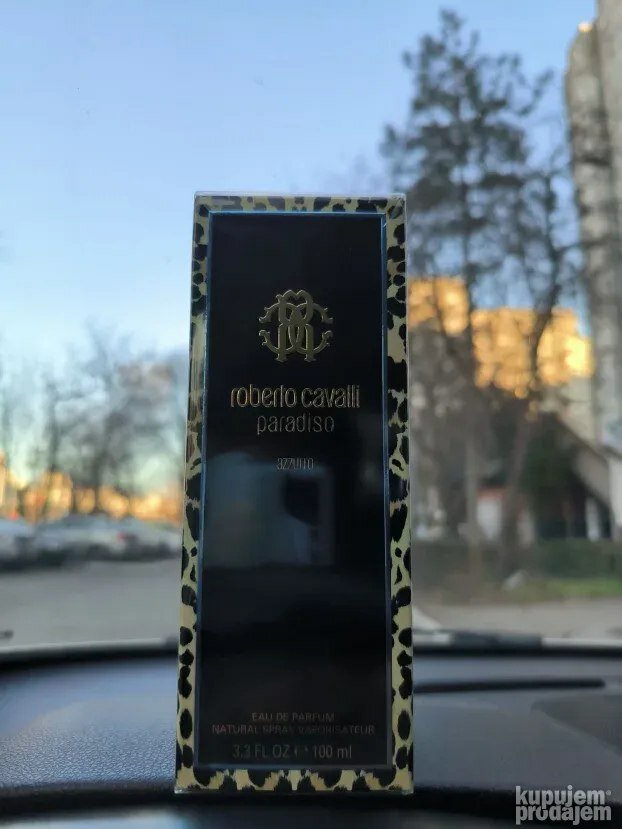 roberto cavalli
paradiso
azzurro
EAU DE PARFUM
NATURAL SPRAY VAPORISATEUR
3.3 FL OZ e 100 ml
kupujem
prodajem